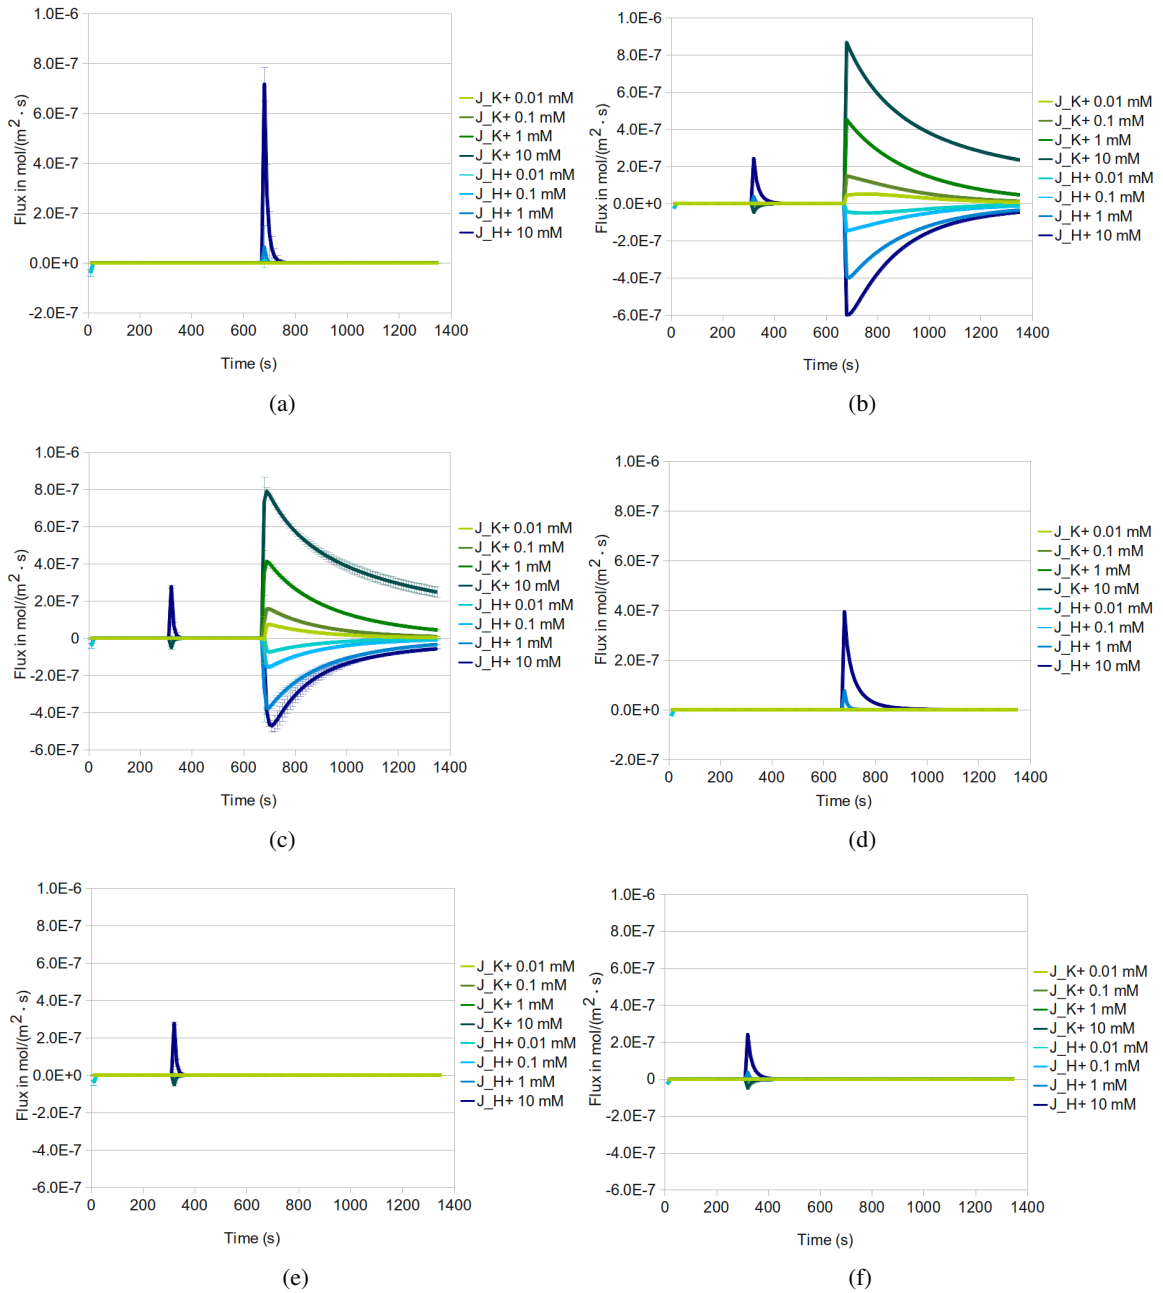 1.0E-6
8.0E-7
6.0E-7
4.0E-7
2.0E-7
0.0E+0
-2.0E-7
Flux in mol/(m² · s)
0 200 400 600 800 1000 1200 1400
Time (s)
J_K+ 0.01 mM
J_K+ 0.1 mM
J_K+ 1 mM
J_K+ 10 mM
J_H+ 0.01 mM
J_H+ 0.1 mM
J_H+ 1 mM
J_H+ 10 mM
(a)
1.0E-6
8.0E-7
6.0E-7
4.0E-7
2.0E-7
0.0E+0
-2.0E-7
-4.0E-7
-6.0E-7
Flux in mol/(m² · s)
0 200 400 600 800 1000 1200 1400
Time (s)
J_K+ 0.01 mM
J_K+ 0.1 mM
J_K+ 1 mM
J_K+ 10 mM
J_H+ 0.01 mM
J_H+ 0.1 mM
J_H+ 1 mM
J_H+ 10 mM
(b)
1.0E-6
8.0E-7
6.0E-7
4.0E-7
2.0E-7
0
-2.0E-7
-4.0E-7
-6.0E-7
Flux in mol/(m² · s)
0 200 400 600 800 1000 1200 1400
Time (s)
J_K+ 0.01 mM
J_K+ 0.1 mM
J_K+ 1 mM
J_K+ 10 mM
J_H+ 0.01 mM
J_H+ 0.1 mM
J_H+ 1 mM
J_H+ 10 mM
(c)
1.0E-6
8.0E-7
6.0E-7
4.0E-7
2.0E-7
0.0E+0
-2.0E-7
Flux in mol/(m² · s)
0 200 400 600 800 1000 1200 1400
Time (s)
J_K+ 0.01 mM
J_K+ 0.1 mM
J_K+ 1 mM
J_K+ 10 mM
J_H+ 0.01 mM
J_H+ 0.1 mM
J_H+ 1 mM
J_H+ 10 mM
(d)
1.0E-6
8.0E-7
6.0E-7
4.0E-7
2.0E-7
0.0E+0
-2.0E-7
-4.0E-7
-6.0E-7
Flux in mol/(m² · s)
0 200 400 600 800 1000 1200 1400
Time (s)
J_K+ 0.01 mM
J_K+ 0.1 mM
J_K+ 1 mM
J_K+ 10 mM
J_H+ 0.01 mM
J_H+ 0.1 mM
J_H+ 1 mM
J_H+ 10 mM
(e)
1.0E-6
8.0E-7
6.0E-7
4.0E-7
2.0E-7
0
-2.0E-7
-4.0E-7
-6.0E-7
Flux in mol/(m² · s)
0 200 400 600 800 1000 1200 1400
Time (s)
J_K+ 0.01 mM
J_K+ 0.1 mM
J_K+ 1 mM
J_K+ 10 mM
J_H+ 0.01 mM
J_H+ 0.1 mM
J_H+ 1 mM
J_H+ 10 mM
(f)